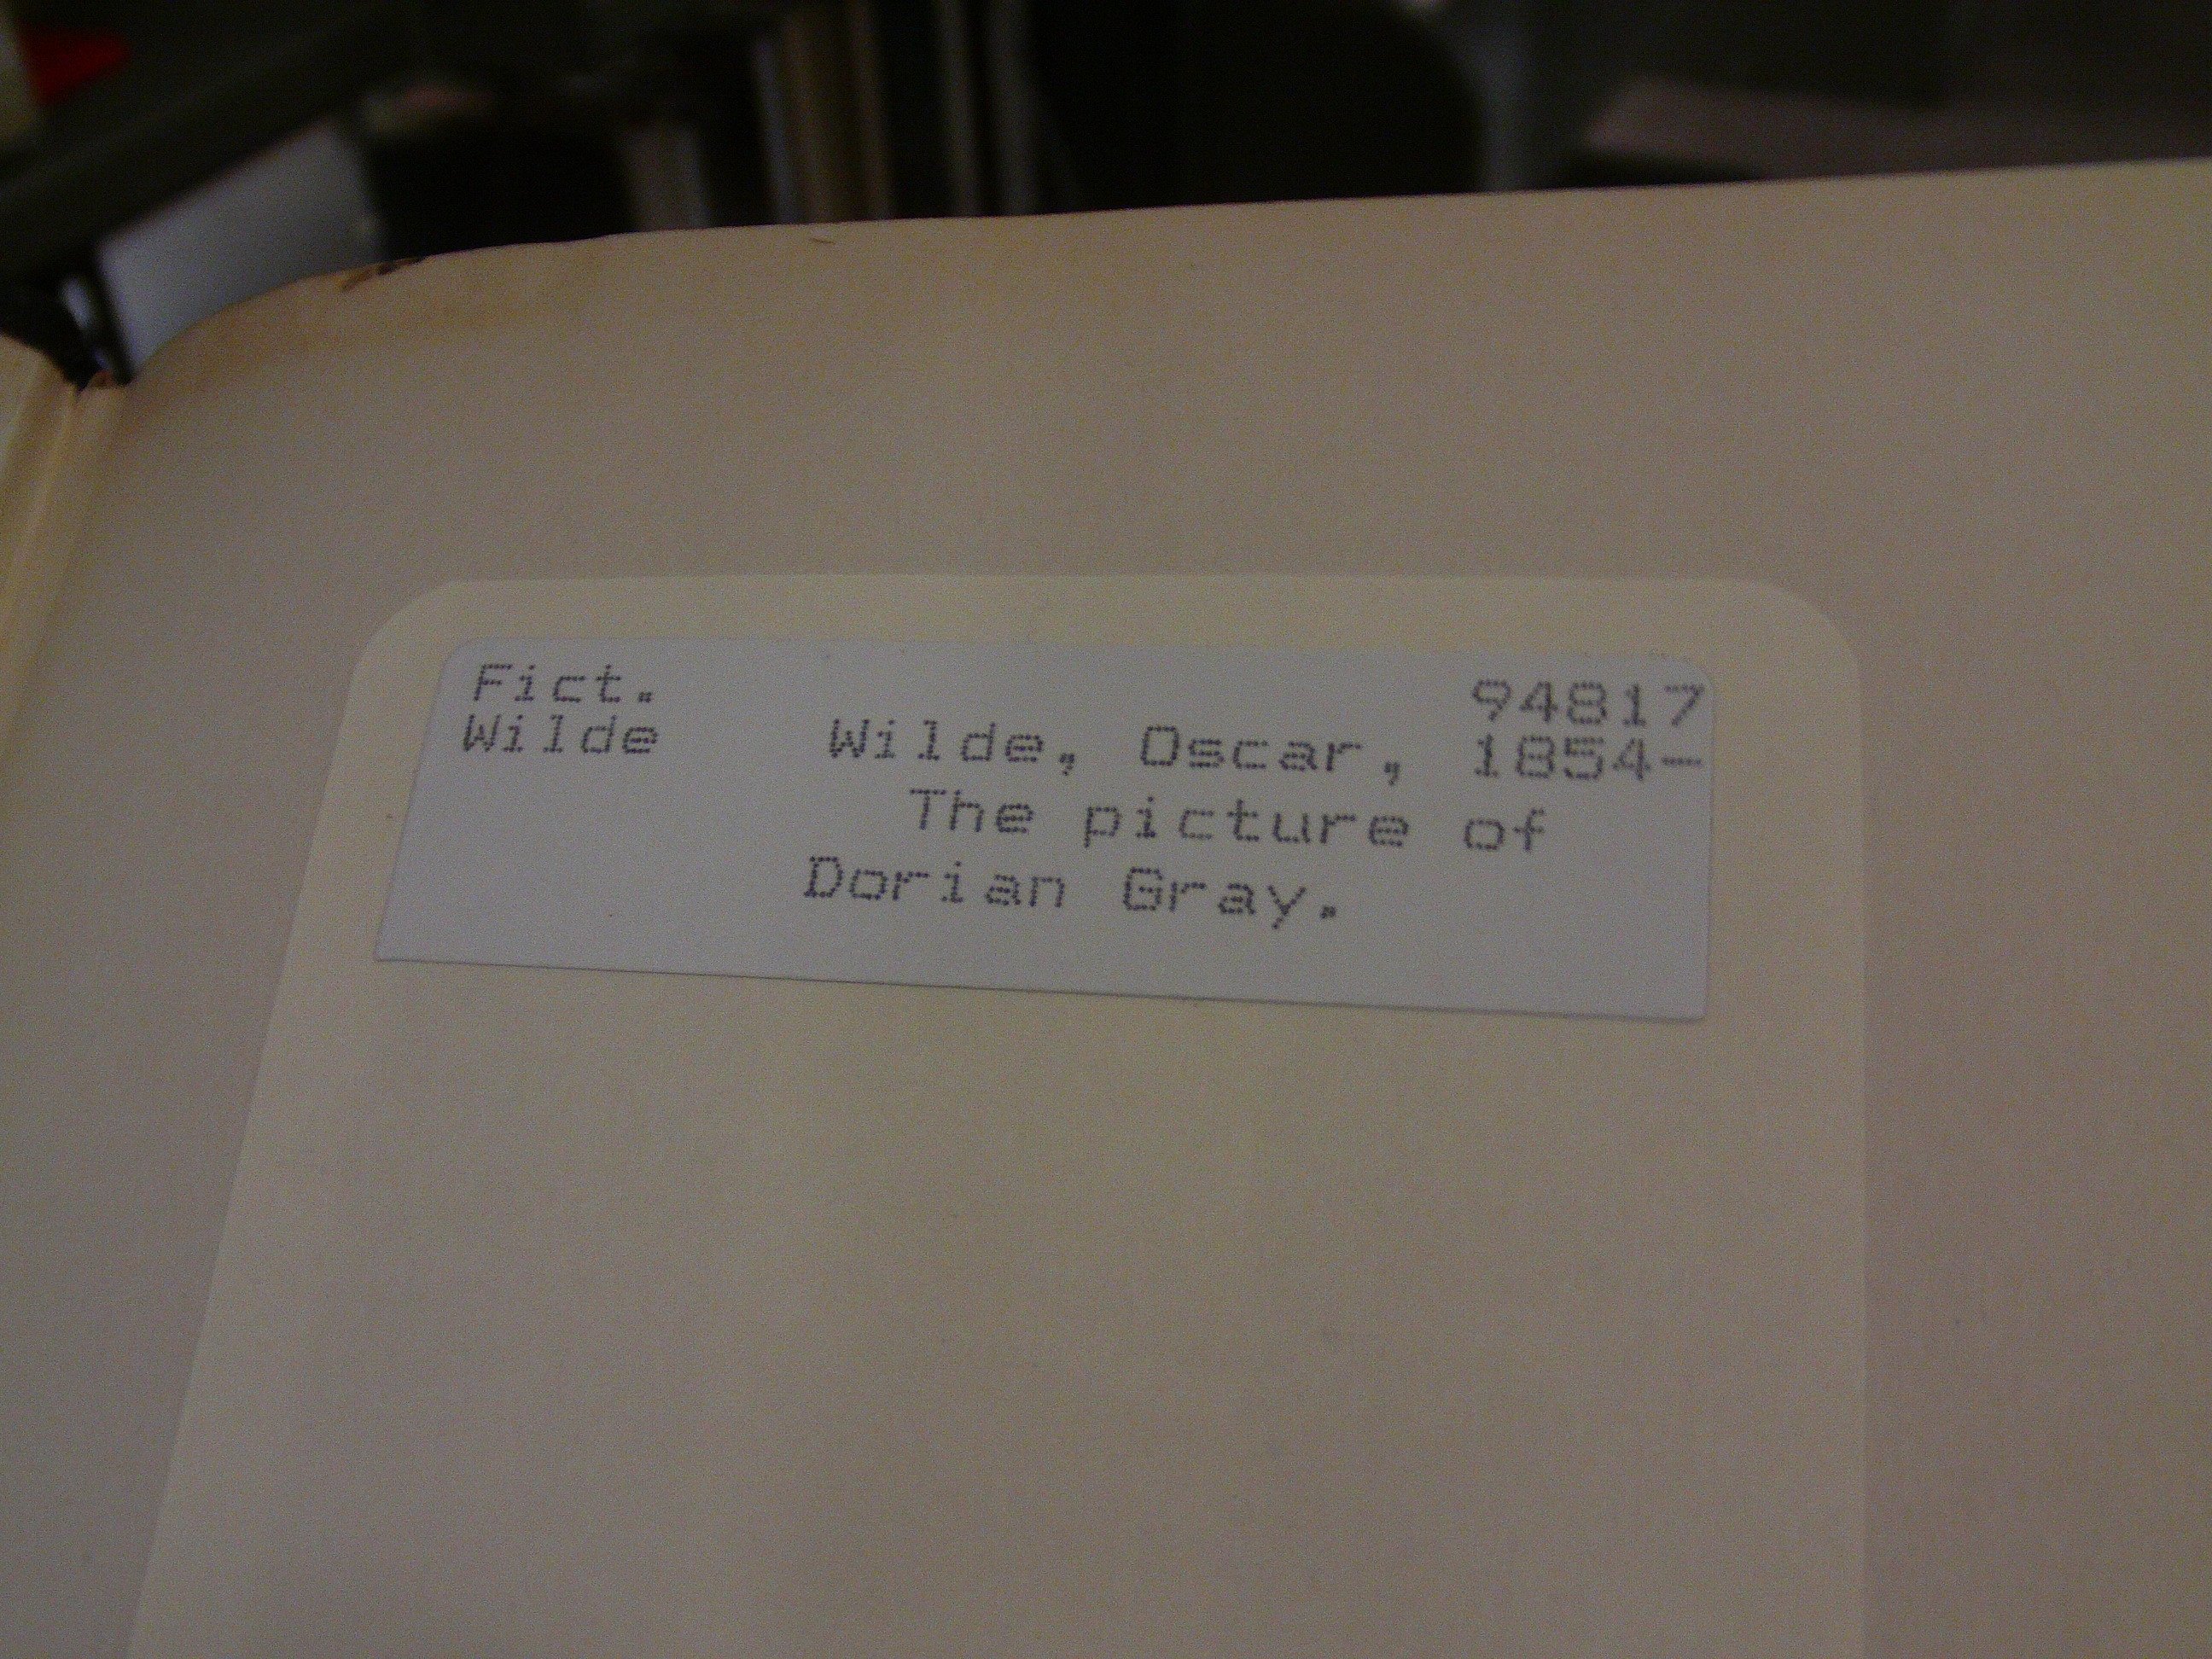 Fict. 94817
Wilde Wilde, Oscar, 1854-
The picture of
Dorian Gray.